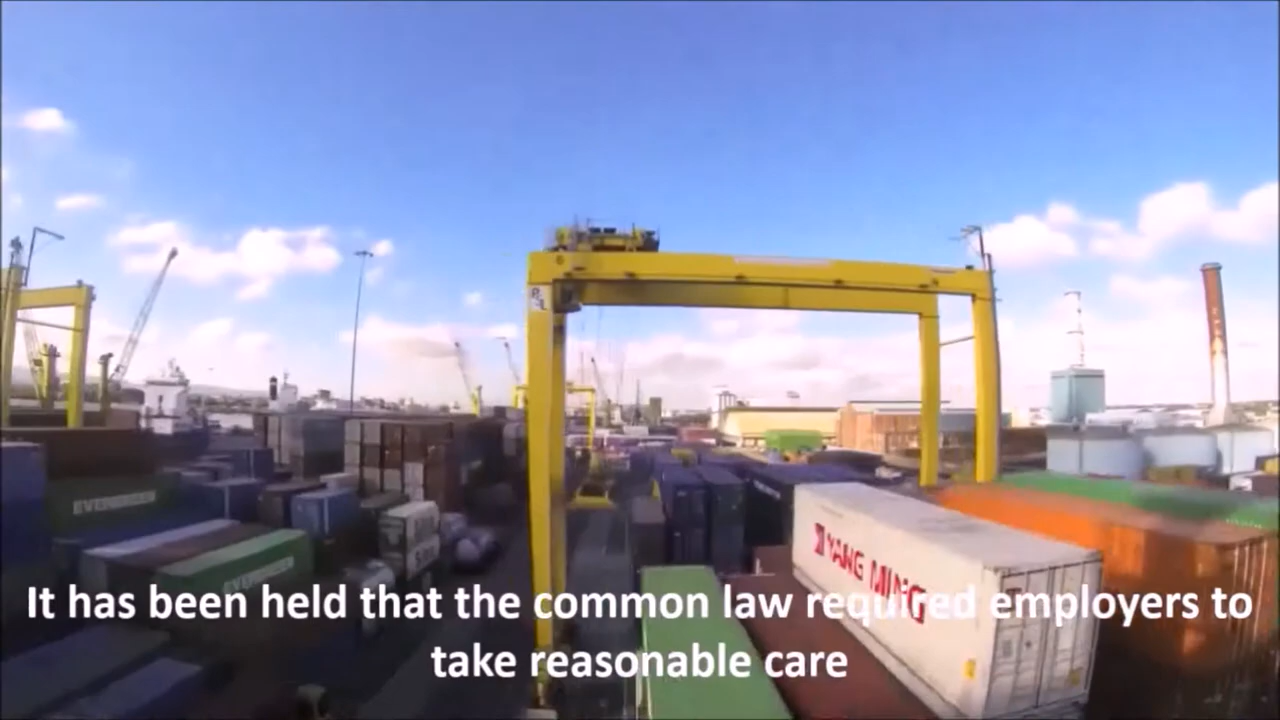 EVERGREEN
EVERGREEN
YANG MING
It has been held that the common law required employers to
take reasonable care